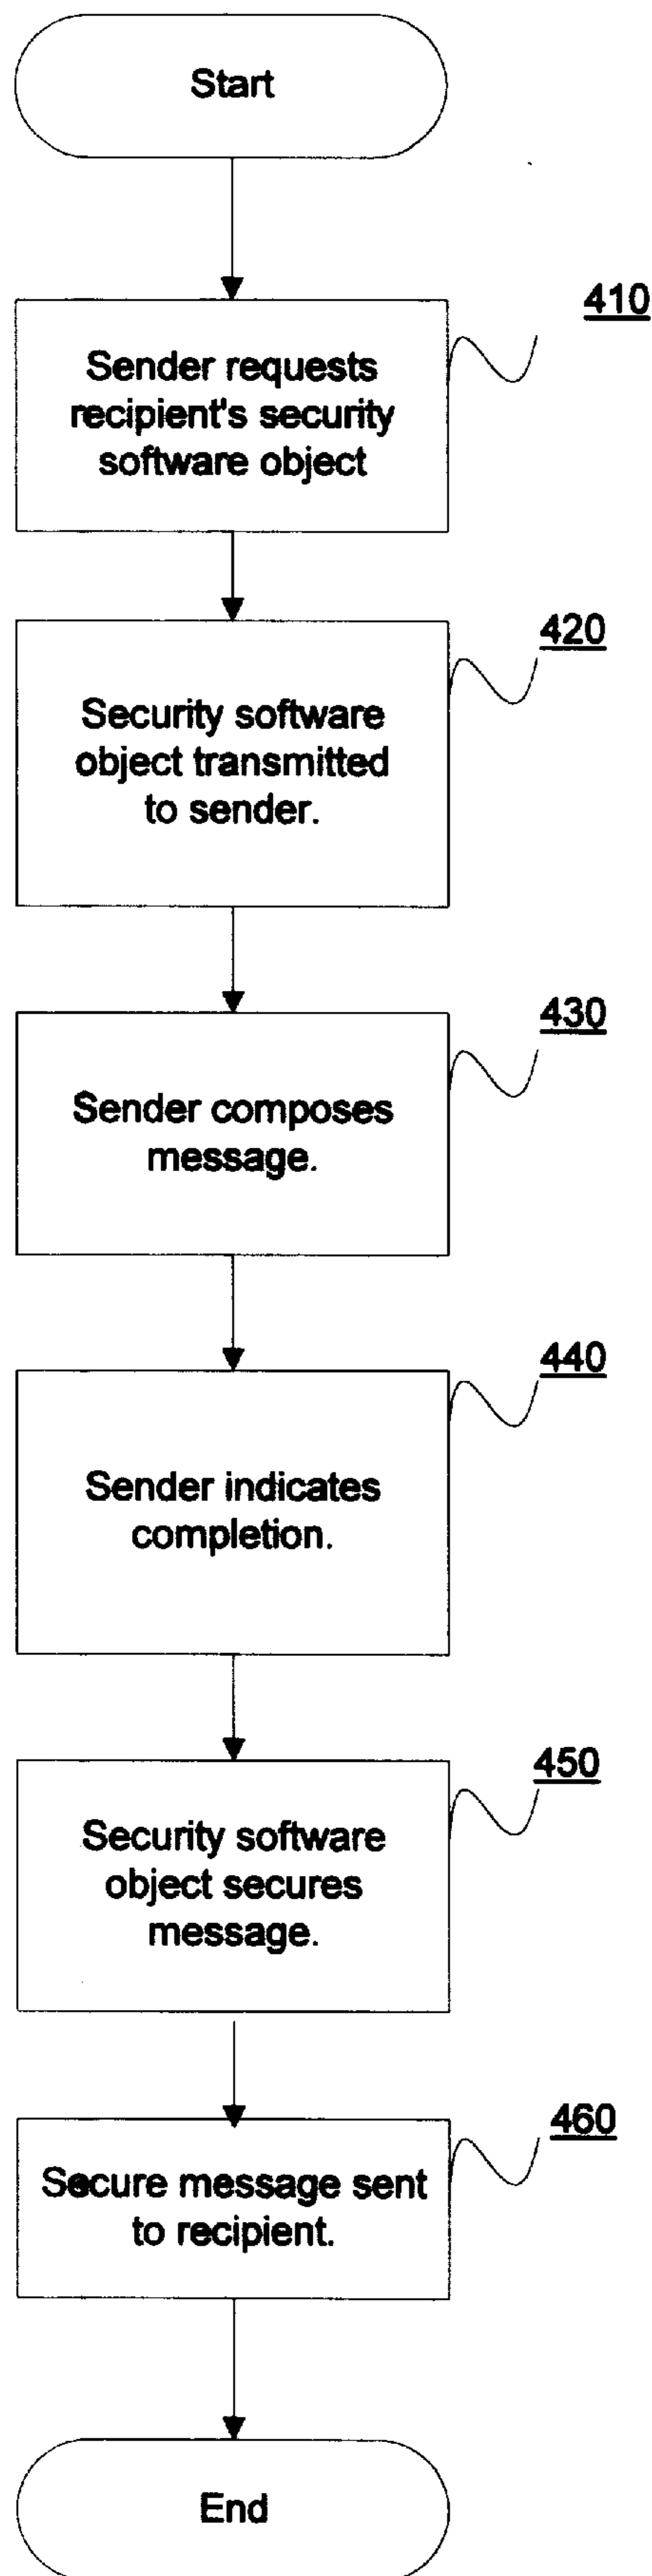 Start
410
Sender requests
recipient's security
software object
420
Security software
object transmitted
to sender.
430
Sender composes
message.
440
Sender indicates
completion.
450
Security software
object secures
message.
460
Secure message sent
to recipient.
End